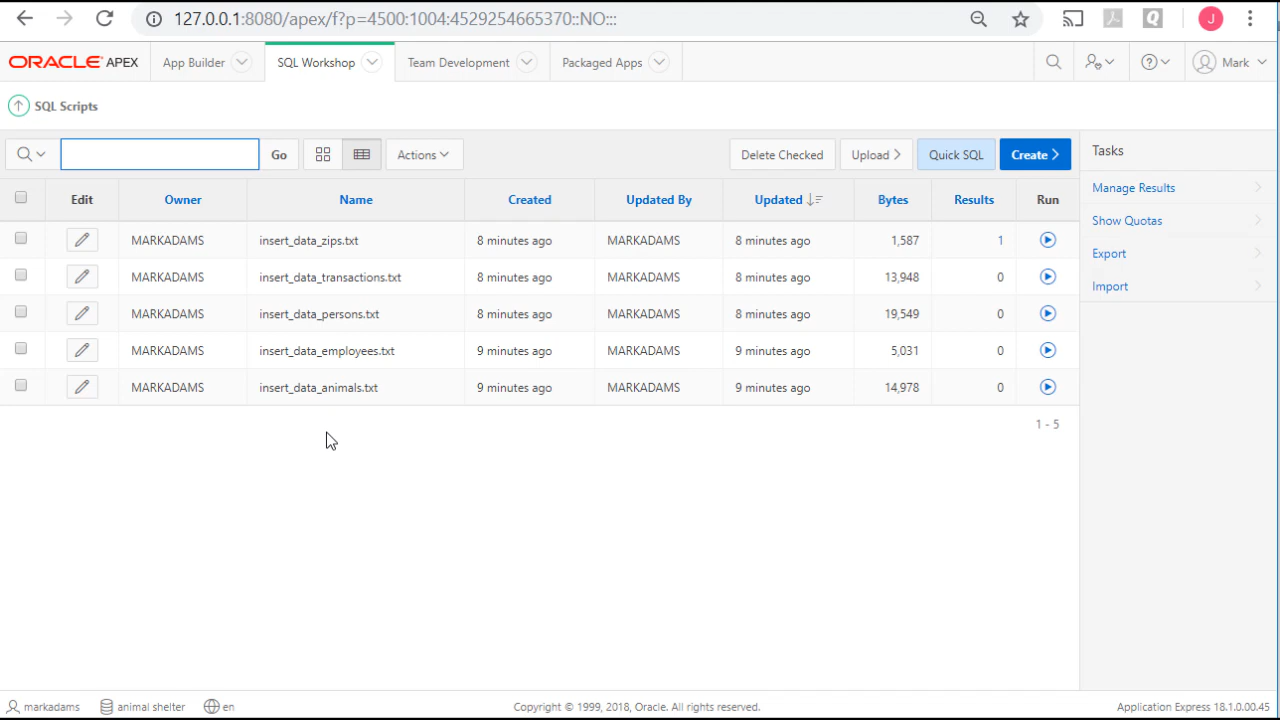 127.0.0.1:8080/apex/f?p=4500:1004:4529254665370::NO:::
J
ORACLE APEX App Builder SQL Workshop Team Development Packaged Apps Mark
SQL Scripts
Go Actions Delete Checked Upload Quick SQL Create
Tasks
Manage Results
Show Quotas
Export
Import
Edit Owner Name Created Updated By Updated Bytes Results Run
MARKADAMS insert_data_zips.txt 8 minutes ago MARKADAMS 8 minutes ago 1,587 1
MARKADAMS insert_data_transactions.txt 8 minutes ago MARKADAMS 8 minutes ago 13,948 0
MARKADAMS insert_data_persons.txt 8 minutes ago MARKADAMS 8 minutes ago 19,549 0
MARKADAMS insert_data_employees.txt 9 minutes ago MARKADAMS 9 minutes ago 5,031 0
MARKADAMS insert_data_animals.txt 9 minutes ago MARKADAMS 9 minutes ago 14,978 0
1 - 5
markadams animal shelter en Copyright © 1999, 2018, Oracle. All rights reserved. Application Express 18.1.0.00.45